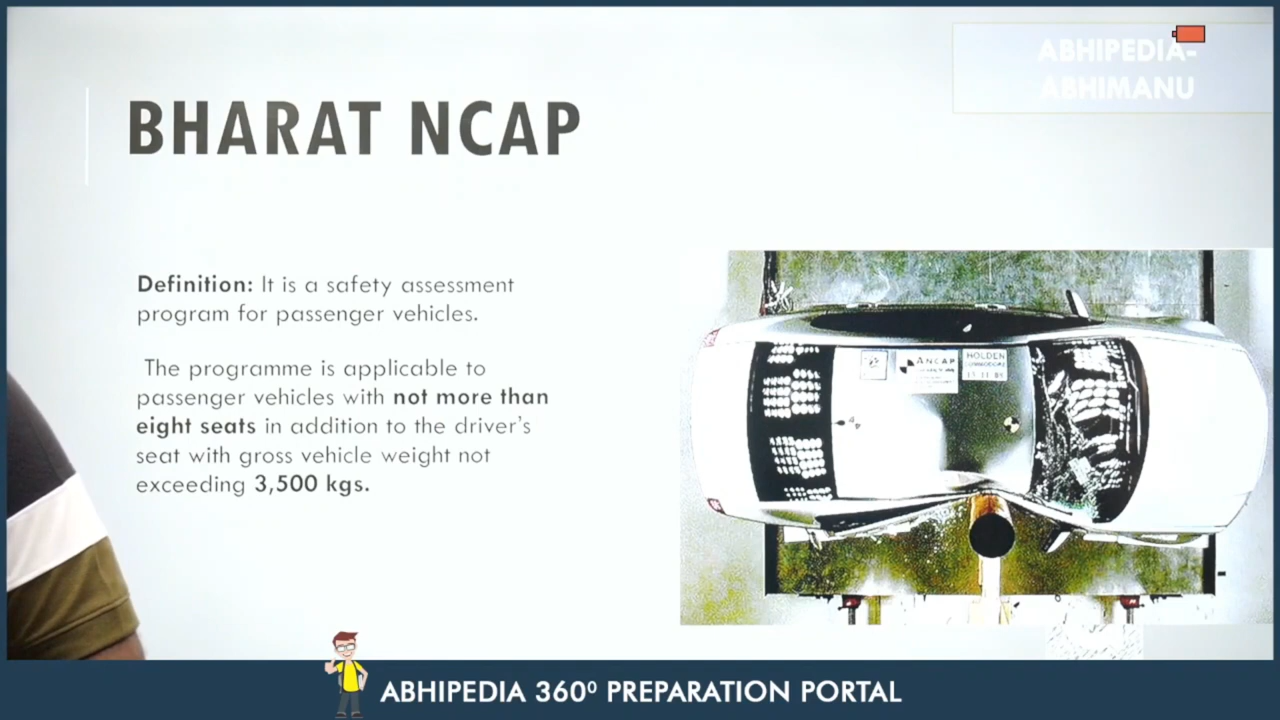 ABHIPEDIA-
ABHIMANU
BHARAT NCAP
Definition: It is a safety assessment
program for passenger vehicles.
The programme is applicable to
passenger vehicles with not more than
eight seats in addition to the driver's
seat with gross vehicle weight not
exceeding 3,500 kgs.
ANCAP
HOLDEN
ABHIPEDIA 360⁰ PREPARATION PORTAL